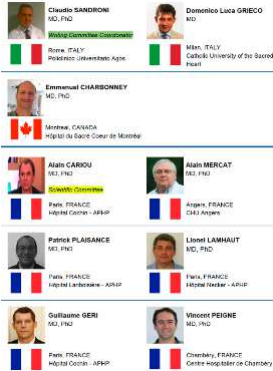 Claudio SANDRONI
MD, PhD
Writing Committee Coordinator
Rome, ITALY
Policlinico Universitario Agos
Domenico Luca GRIECO
MD
Milan, ITALY
Catholic University of the Sacred
Heart
Emmanuel CHARBONNEY
MD, PhD
Montreal, CANADA
Hôpital du Sacré Coeur de Montréal
Alain CARIOU
MD, PhD
Scientific Committee
Paris, FRANCE
Hôpital Cochin - APHP
Alain MERCAT
MD, PhD
Angers, FRANCE
CHU Angers
Patrick PLAISANCE
MD, PhD
Paris, FRANCE
Hôpital Lariboisière - APHP
Lionel LAMHAUT
MD, PhD
Paris, FRANCE
Hôpital Necker - APHP
Guillaume GERI
MD, PhD
Paris, FRANCE
Hôpital Cochin - APHP
Vincent PEIGNE
MD, PhD
Chambéry, FRANCE
Centre Hospitalier de Chambéry